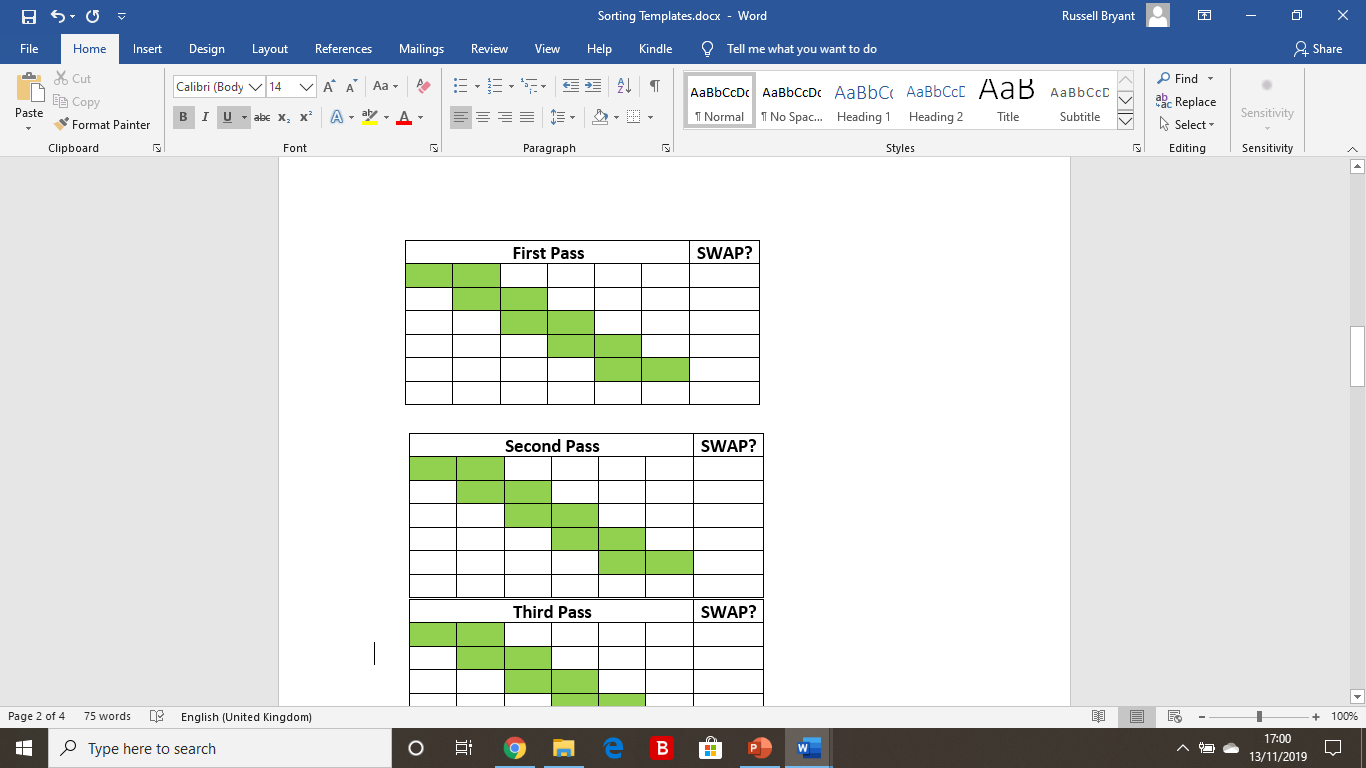 Sorting Templates.docx - Word
Russell Bryant
File Home Insert Design Layout References Mailings Review View Help Kindle Tell me what you want to do Share
Paste
Cut
Copy
Format Painter
Clipboard
Calibri (Body 14
A A Aa
B I U abc x₂ x² A aby A
Font
Paragraph
AaBbCcDc AaBbCcDc AaBbCc AaBbCcD AaB AaBbCcD
¶ Normal ¶ No Spac... Heading 1 Heading 2 Title Subtitle
Styles
Find
Replace
Select
Editing
Sensitivity
Sensitivity
First Pass SWAP?
Second Pass SWAP?
Third Pass SWAP?
Page 2 of 4 75 words English (United Kingdom) 100%
Type here to search
17:00
13/11/2019